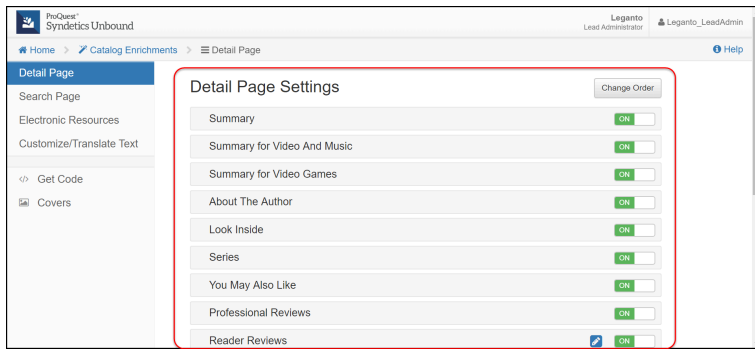 ProQuest®
Syndetics Unbound
Leganto
Lead Administrator
Leganto_LeadAdmin
Home > Catalog Enrichments > Detail Page
Help
Detail Page
Search Page
Electronic Resources
Customize/Translate Text
</> Get Code
Covers
Detail Page Settings
Change Order
Summary ON
Summary for Video And Music ON
Summary for Video Games ON
About The Author ON
Look Inside ON
Series ON
You May Also Like ON
Professional Reviews ON
Reader Reviews ON